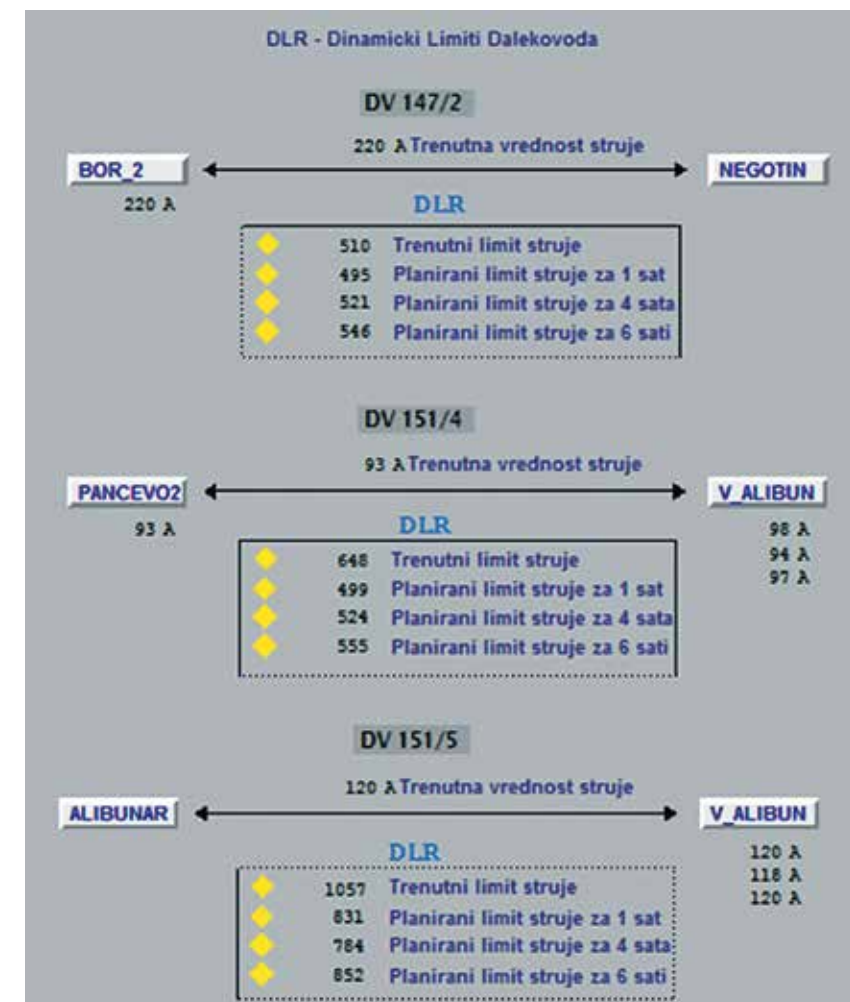 DLR - Dinamicki Limiti Dalekovoda
DV 147/2
220 A Trenutna vrednost struje
BOR_2
NEGOTIN
220 A
DLR
510 Trenutni limit struje
495 Planirani limit struje za 1 sat
521 Planirani limit struje za 4 sata
546 Planirani limit struje za 6 sati
DV 151/4
93 A Trenutna vrednost struje
PANCEVO2
V_ALIBUN
93 A
98 A
94 A
97 A
DLR
648 Trenutni limit struje
499 Planirani limit struje za 1 sat
524 Planirani limit struje za 4 sata
555 Planirani limit struje za 6 sati
DV 151/5
120 A Trenutna vrednost struje
ALIBUNAR
V_ALIBUN
120 A
118 A
120 A
DLR
1057 Trenutni limit struje
831 Planirani limit struje za 1 sat
784 Planirani limit struje za 4 sata
852 Planirani limit struje za 6 sati